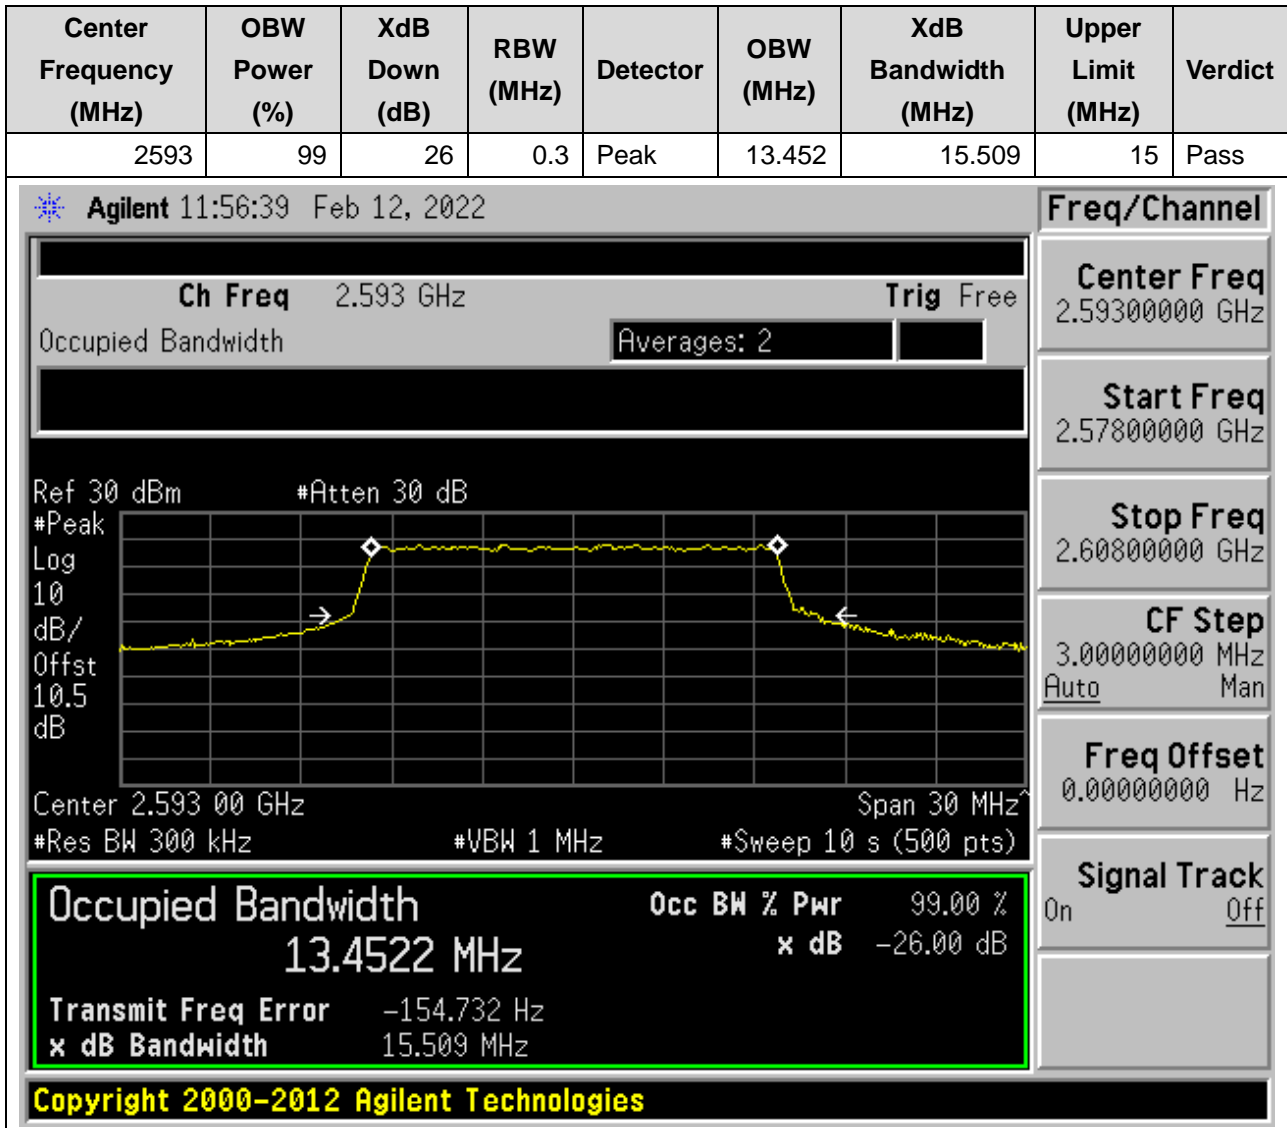 Center Frequency (MHz) OBW Power (%) XdB Down (dB) RBW (MHz) Detector OBW (MHz) XdB Bandwidth (MHz) Upper Limit (MHz) Verdict
2593 99 26 0.3 Peak 13.452 15.509 15 Pass
Agilent 11:56:39 Feb 12, 2022
Freq/Channel
Ch Freq 2.593 GHz Trig Free
Occupied Bandwidth Averages: 2
Center Freq
2.59300000 GHz
Start Freq
2.57800000 GHz
Stop Freq
2.60800000 GHz
CF Step
3.00000000 MHz
Auto Man
Freq Offset
0.00000000 Hz
Signal Track
On Off
Ref 30 dBm #Atten 30 dB
#Peak
Log
10
dB/
Offst
10.5
dB
Center 2.593 00 GHz Span 30 MHz^
#Res BW 300 kHz #VBW 1 MHz #Sweep 10 s (500 pts)
Occupied Bandwidth Occ BW % Pwr 99.00 %
13.4522 MHz x dB -26.00 dB
Transmit Freq Error -154.732 Hz
x dB Bandwidth 15.509 MHz
Copyright 2000-2012 Agilent Technologies